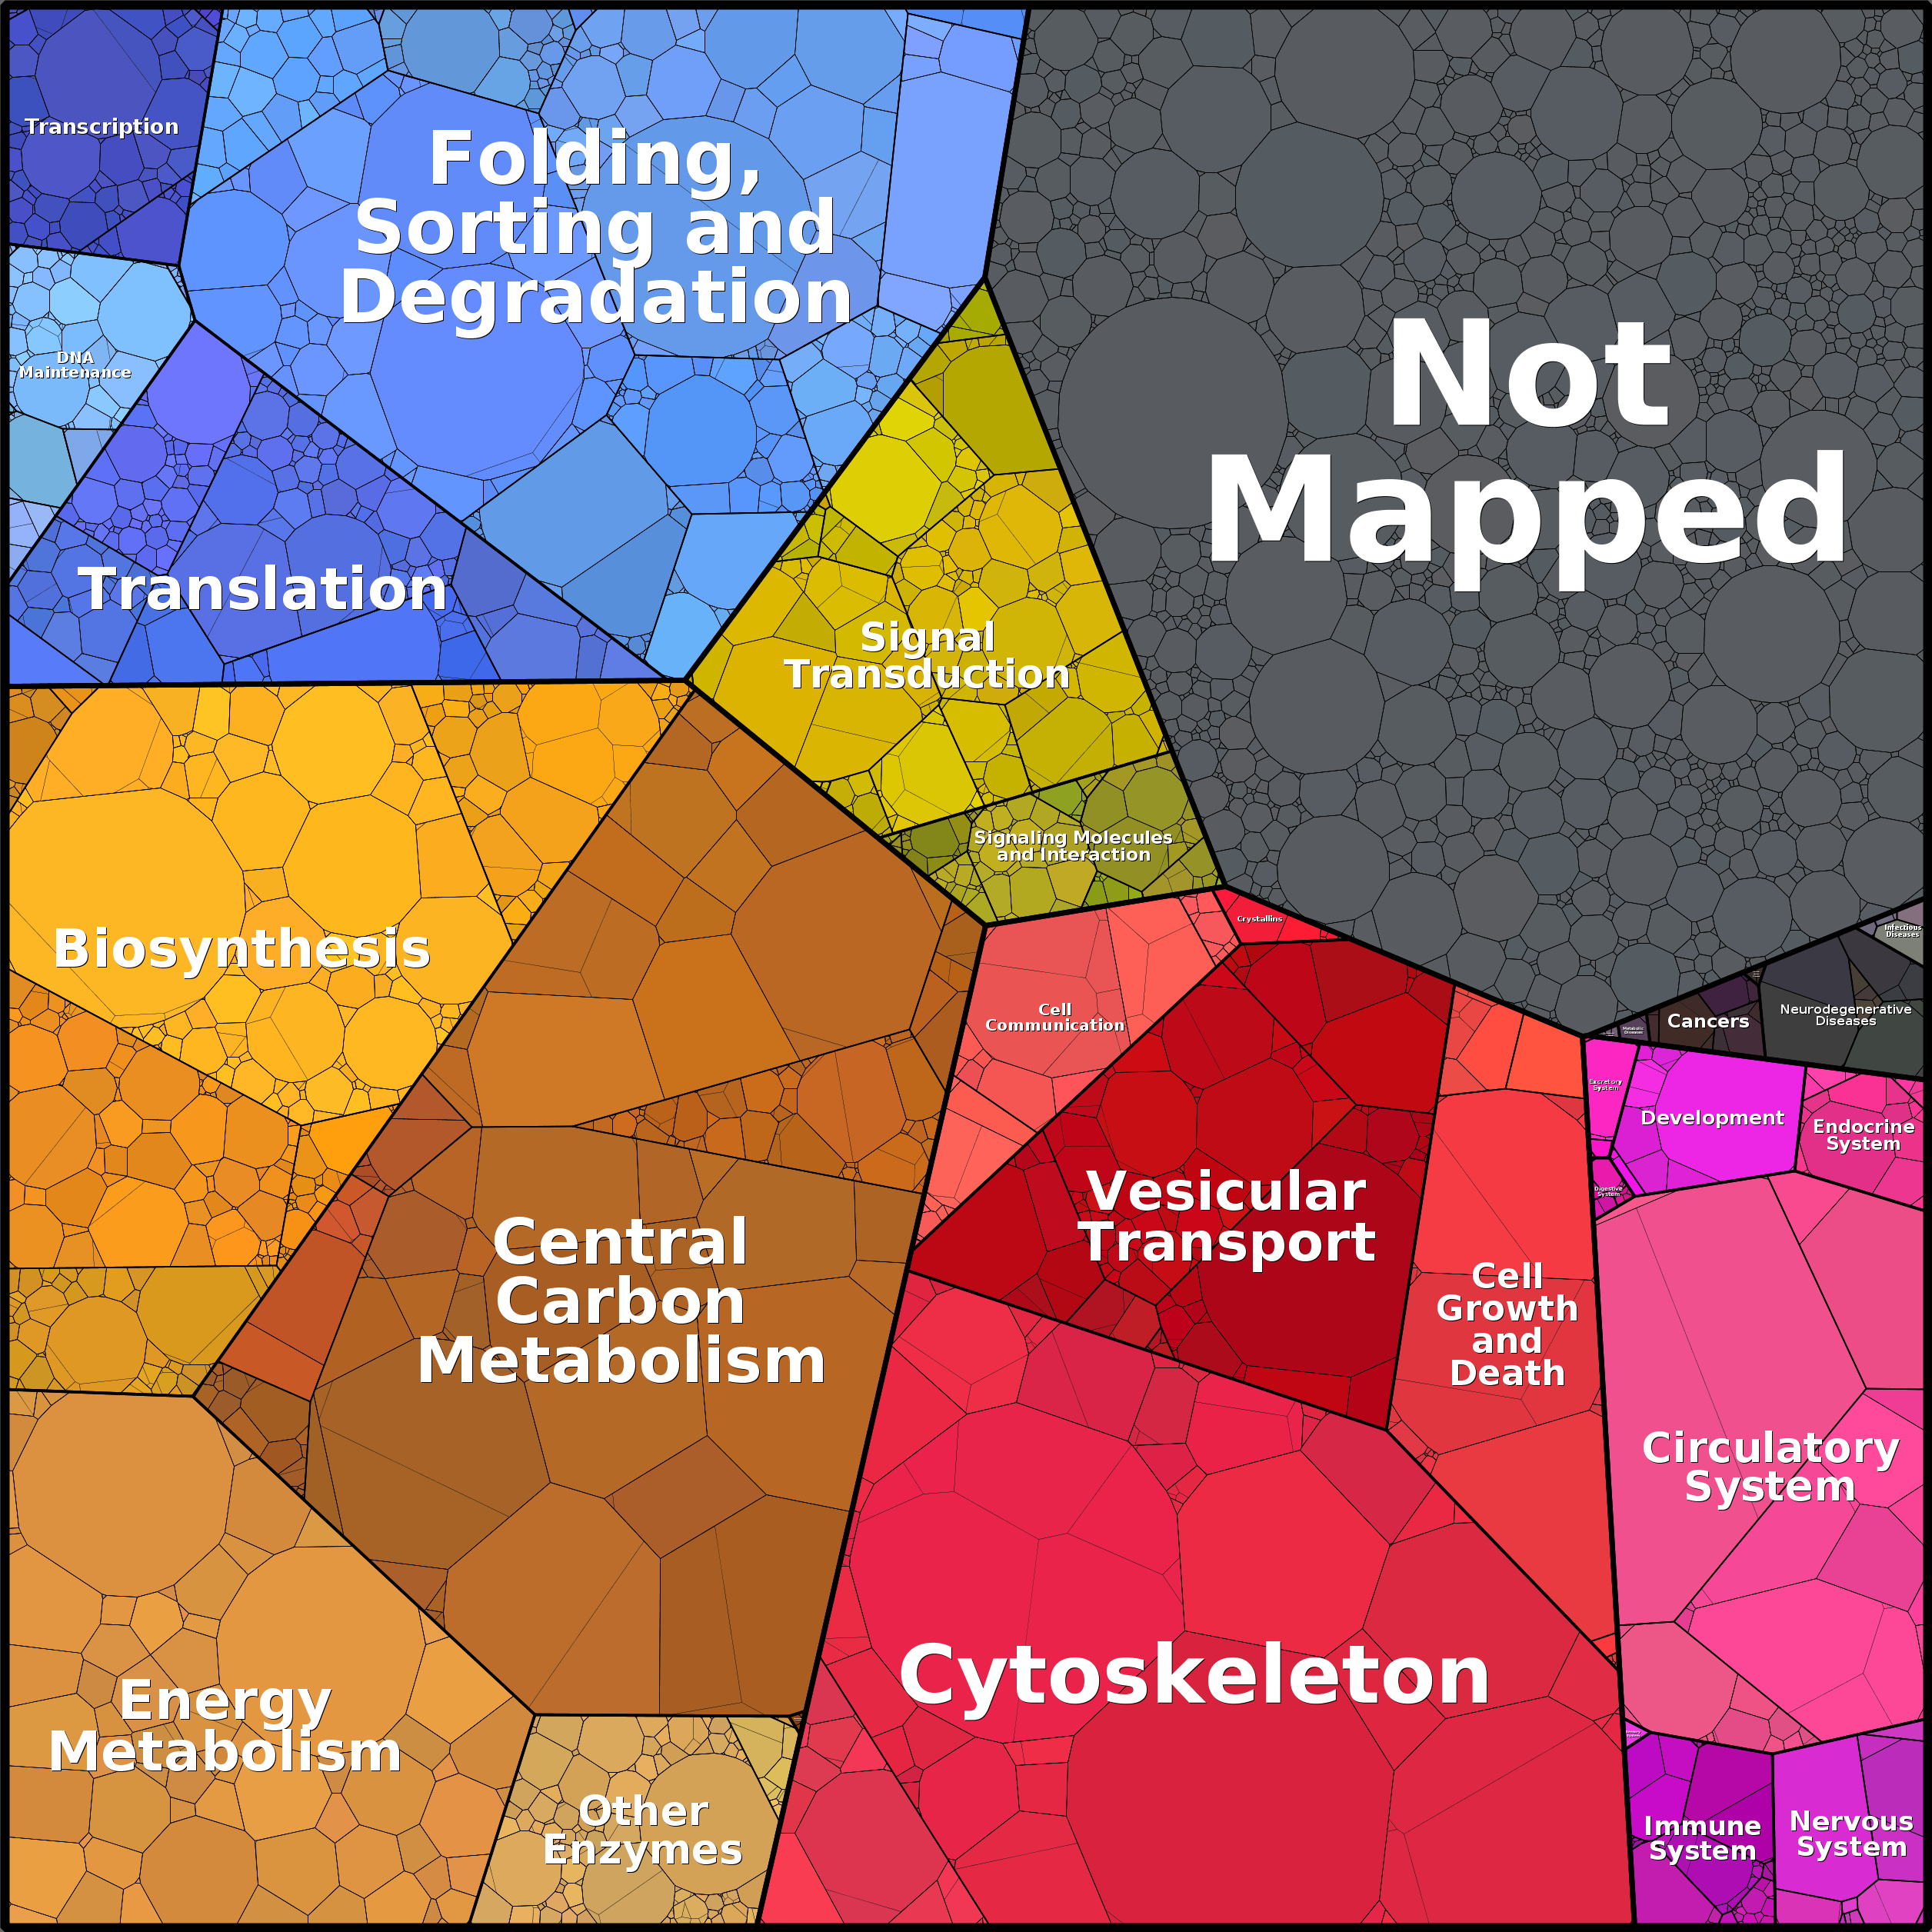 Transcription
Folding,
Sorting and
Degradation
DNA
Maintenance
Translation
Not
Mapped
Signal
Transduction
Signaling Molecules
and Interaction
Biosynthesis
Crystallins
Cell
Communication
Infectious
Diseases
Neurodegenerative
Diseases
Cancers
Metabolic
Diseases
Excretory
System
Development
Endocrine
System
Digestive
System
Vesicular
Transport
Central
Carbon
Metabolism
Cell
Growth
and
Death
Circulatory
System
Cytoskeleton
Energy
Metabolism
Other
Enzymes
Immune
System
Nervous
System